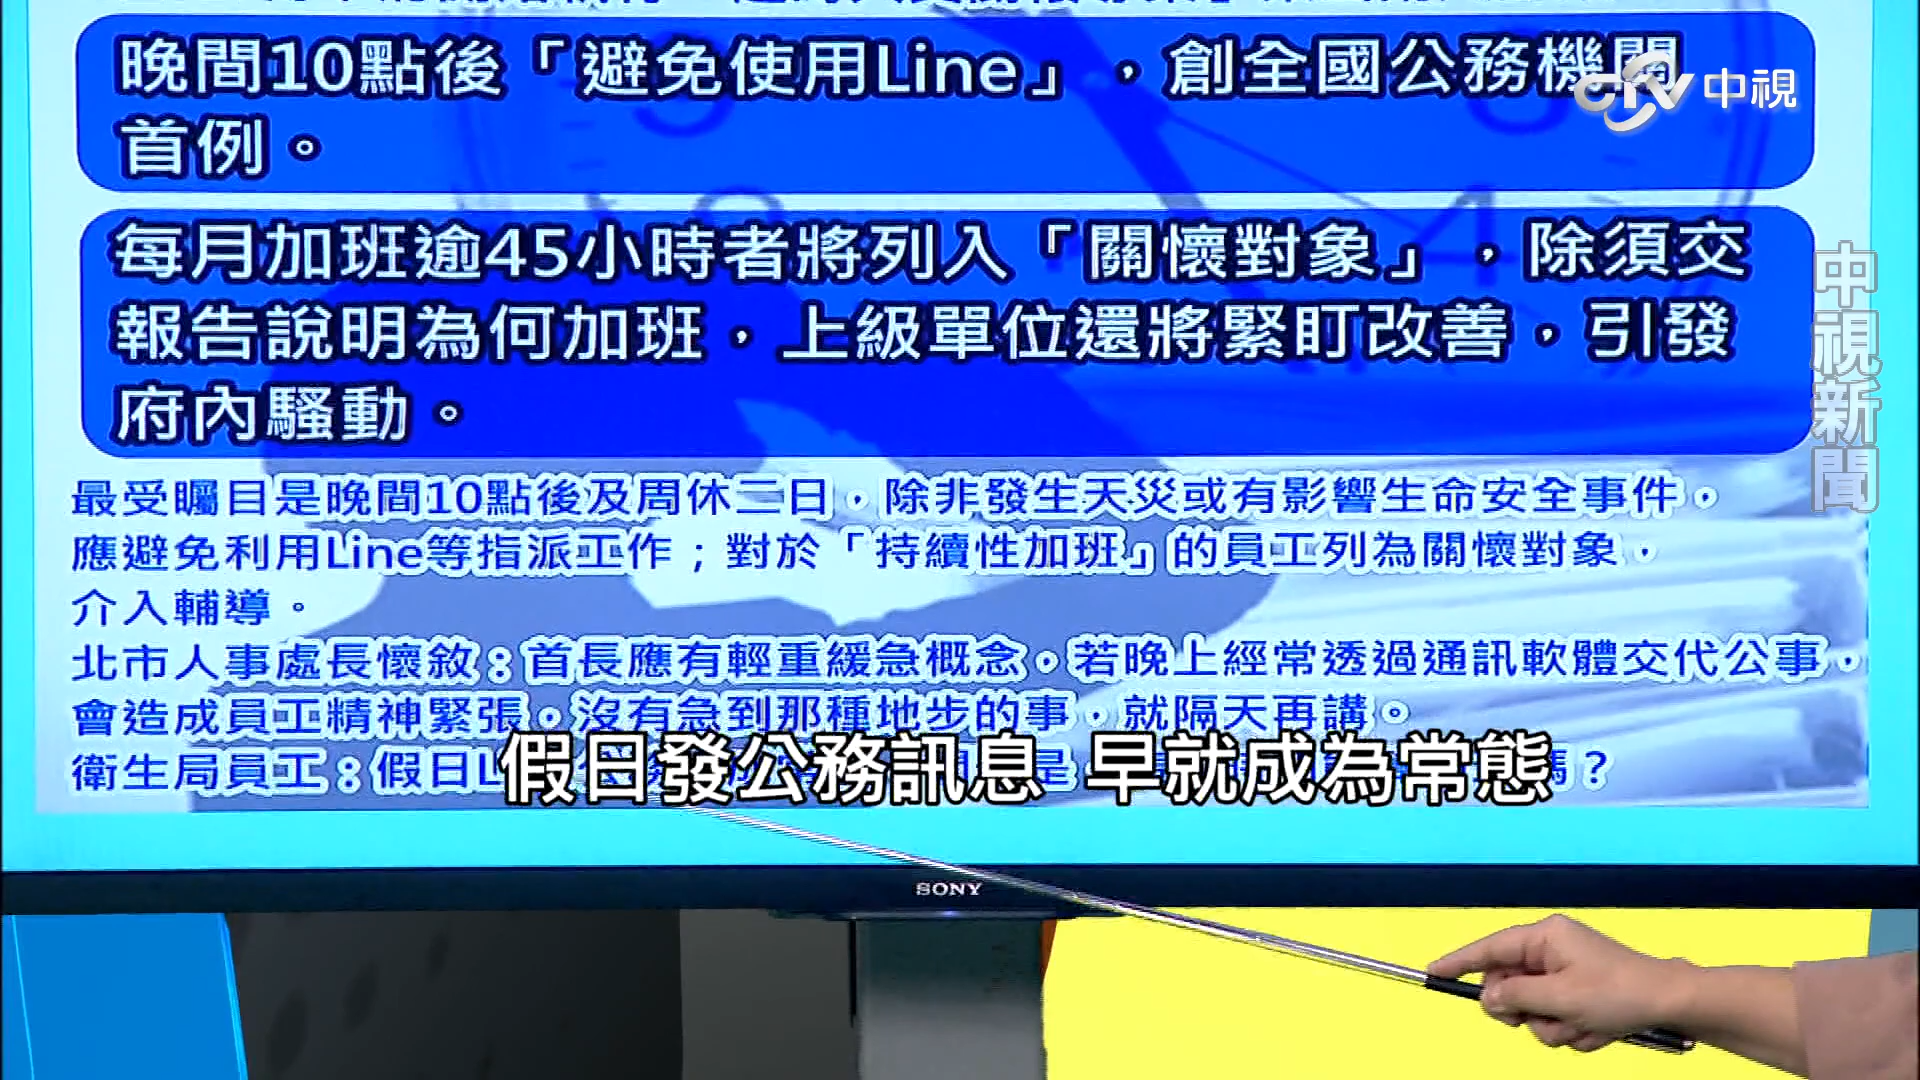 晚間10點後「避免使用Line」，創全國公務機關
首例。
CTV 中視
每月加班逾45小時者將列入「關懷對象」，除須交
報告說明為何加班，上級單位還將緊盯改善，引發
府內騷動。
中視新聞
最受矚目是晚間10點後及周休二日，除非發生天災或有影響生命安全事件，
應避免利用Line等指派工作；對於「持續性加班」的員工列為關懷對象，
介入輔導。
北市人事處長懷敘：首長應有輕重緩急概念。若晚上經常透過通訊軟體交代公事，
會造成員工精神緊張。沒有急到那種地步的事，就隔天再講。
衛生局員工：假日L
假日發公務訊息 早就成為常態
SONY